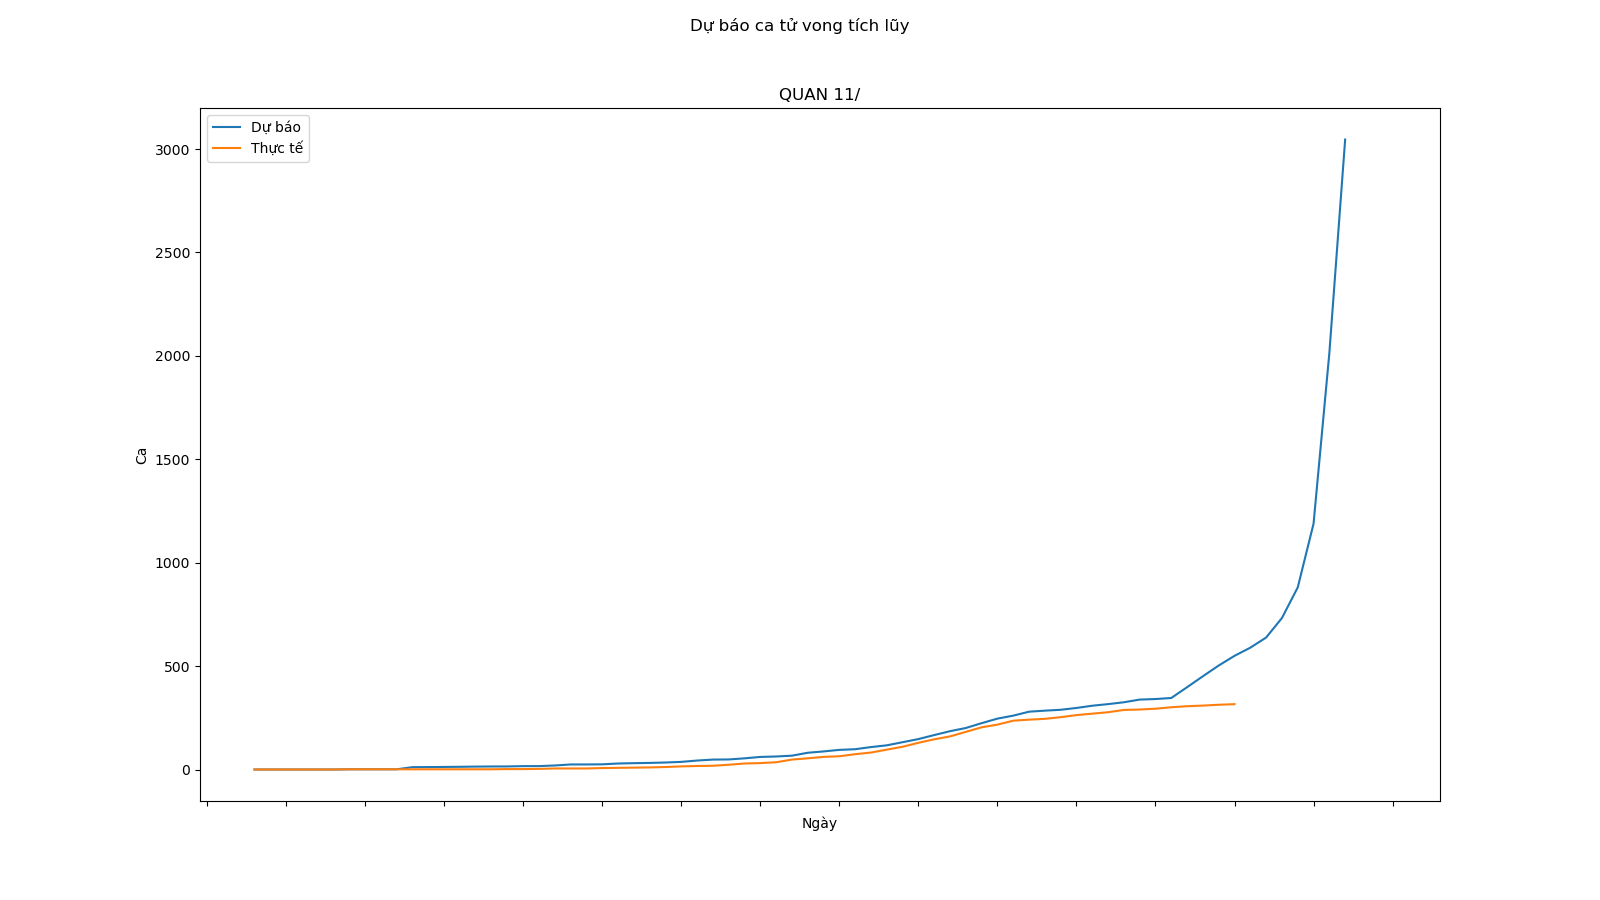 Dự báo ca tử vong tích lũy
QUAN 11/
Dự báo
Thực tế
3000
2500
2000
1500
1000
500
0
Ca
Ngày